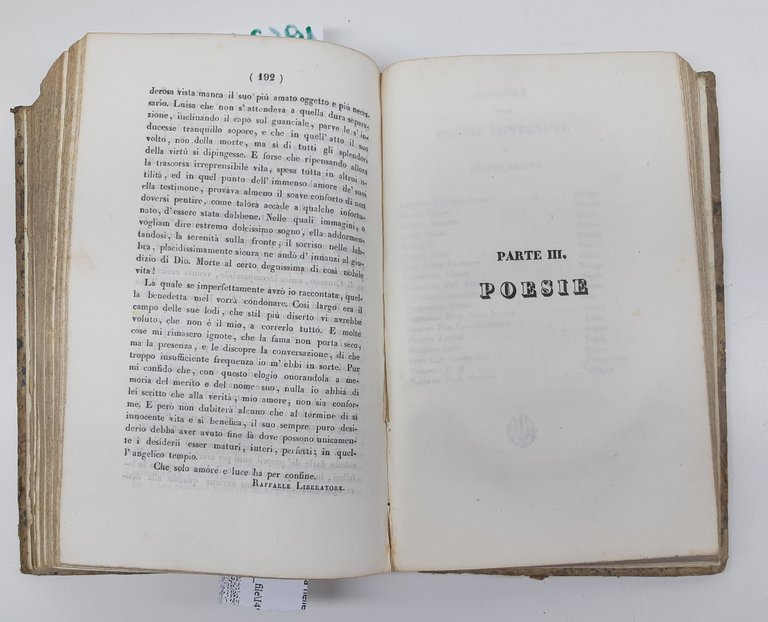 ( 192 )
derosa vista manca il suo più amato oggetto e più neces-
sario. Luisa che non s'attendeva a quella dura separa-
zione, inclinando il capo sul guanciale, parve le s'in-
ducesse tranquillo sopore, e che in quell'atto il suo
volto, non della morte, ma si di tutti gli splendori
della virtù si dipingesse. E forse che ripensando allora
la trascorsa irreprensibile vita, spesa tutta in altrui u-
tilità, ed in quel punto dell'immenso amore de' suoi
ella testimone, provava almeno il soave conforto di non
doversi pentire, come talora accade a qualche infortu-
nato, d'essere stata dabbene. Nelle quali immagini, o
vogliam dire estremo dolcissimo sogno, ella addormen-
tandosi, la serenità sulla fronte, il sorriso nelle lab-
bra, placidissimamente sicura ne andò d'innanzi al giu-
dizio di Dio. Morte al certo degnissima di così nobile
vita!
La quale se imperfettamente avrò io raccontata, quel-
la benedetta mel vorrà condonare. Così largo era il
campo delle sue lodi, che stil più diserto vi avrebbe
voluto, che non è il mio, a correrlo tutto. E molte
cose mi rimasero ignote, che la fama non porta seco,
ma la presenza, e le discopre la conversazione, di che
troppo insufficiente frequenza io m'ebbi in sorte. Pur
mi confido che, con questo elogio onorandola a me-
moria del merito e del nome suo, nulla io abbia di
lei scritto che alla verità, mio amore, non sia confor-
me. E però non dubiterà alcuno che al termine di sì
innocente vita e sì benefica, il suo sempre puro desi-
derio debba aver avuto fine là dove possono unicamen-
te i desiderii esser maturi, interi, perfetti; in quel-
l'angelico tempio.
Che solo amore e luce ha per confine.
RAFFAELE LIBERATORE.
PARTE III.
POESIE